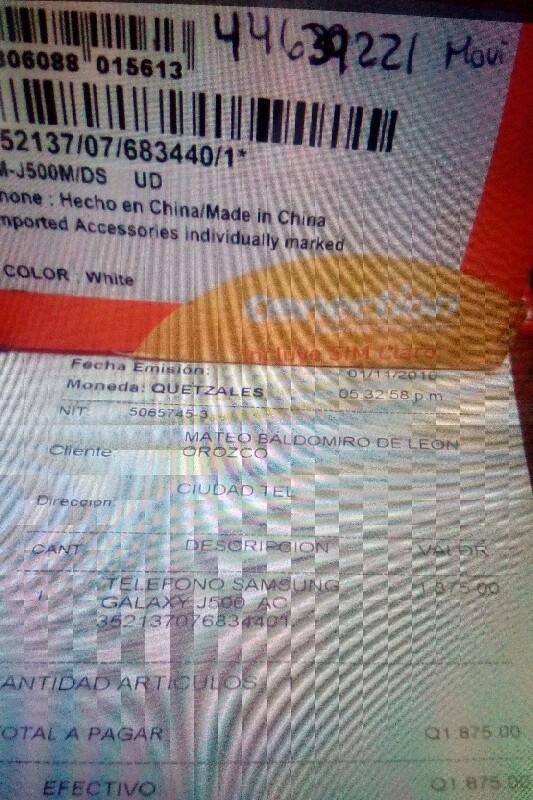 44639221 Movi
306088 015613
52137/07/683440/1*
M-J500M/DS UD
hone : Hecho en China/Made in China
mported Accessories individually marked
COLOR : White
Conection
Incluye SIM Claro
Fecha Emisión: 01/11/2016
Moneda: QUETZALES 05:32:58 p.m.
NIT: 5065745-3
Cliente: MATEO BALDOMIRO DE LEON
OROZCO
Dirección: CIUDAD TEL
CANT DESCRIPCION VALOR
1 TELEFONO SAMSUNG 1,875.00
GALAXY J500 AC
352137076834401
ANTIDAD ARTICULOS
OTAL A PAGAR Q1,875.00
EFECTIVO Q1,875.00